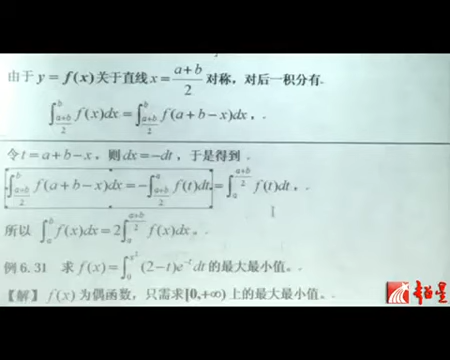 由于 y = f(x) 关于直线 x = (a+b)/2 对称，对后一积分有
∫_{(a+b)/2}^{b} f(x)dx = ∫_{(a+b)/2}^{b} f(a+b−x)dx，
令 t = a+b−x，则 dx = −dt，于是得到
∫_{(a+b)/2}^{b} f(a+b−x)dx = −∫_{(a+b)/2}^{a} f(t)dt = ∫_{a}^{(a+b)/2} f(t)dt，
所以 ∫_{a}^{b} f(x)dx = 2∫_{a}^{(a+b)/2} f(x)dx。
例 6.31 求 f(x) = ∫_{0}^{x²} (2−t)e^{−t}dt 的最大最小值。
【解】f(x) 为偶函数，只需求[0,+∞) 上的最大最小值。